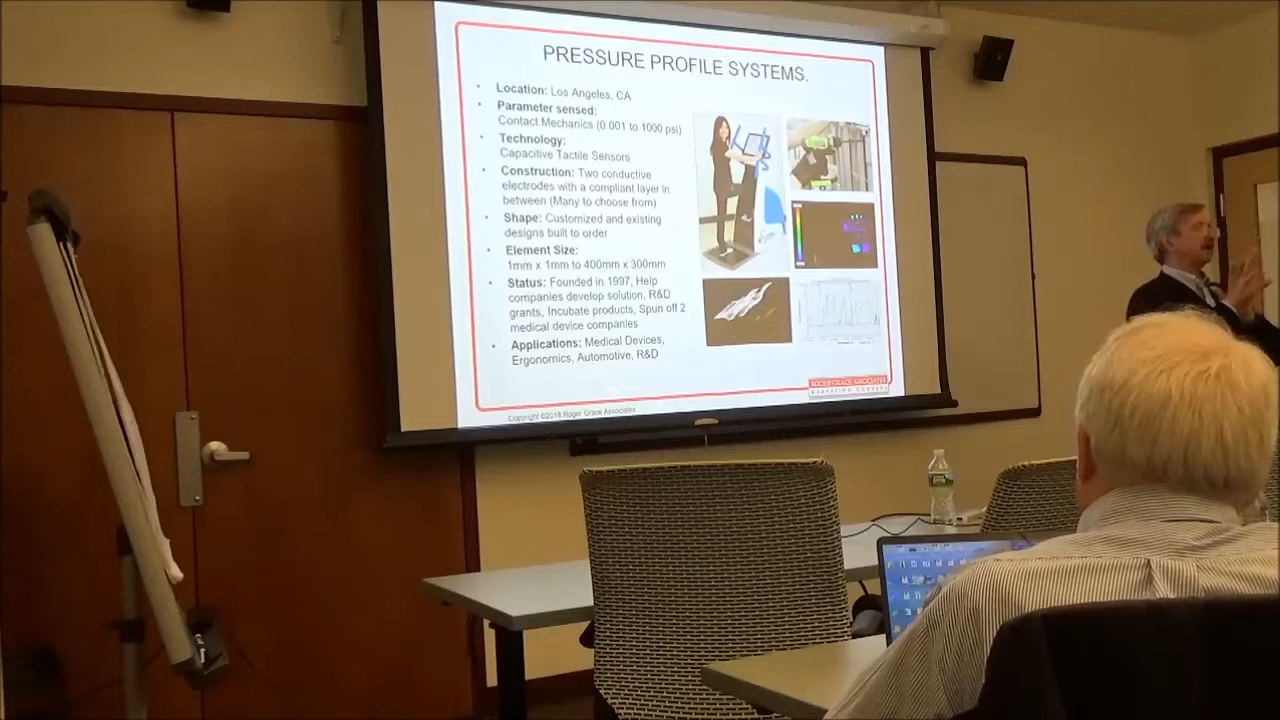 PRESSURE PROFILE SYSTEMS.
• Location: Los Angeles, CA
• Parameter sensed:
Contact Mechanics (0.001 to 1000 psi)
• Technology:
Capacitive Tactile Sensors
• Construction: Two conductive
electrodes with a compliant layer in
between (Many to choose from)
• Shape: Customized and existing
designs built to order
• Element Size:
1mm x 1mm to 400mm x 300mm
• Status: Founded in 1997, Help
companies develop solution, R&D
grants, Incubate products, Spun off 2
medical device companies
• Applications: Medical Devices,
Ergonomics, Automotive, R&D
ROGER GRACE ASSOCIATES
Copyright ©2018 Roger Grace Associates